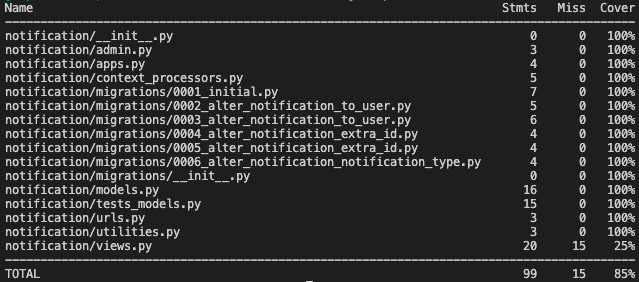 Name Stmts Miss Cover
notification/__init__.py 0 0 100%
notification/admin.py 3 0 100%
notification/apps.py 4 0 100%
notification/context_processors.py 5 0 100%
notification/migrations/0001_initial.py 7 0 100%
notification/migrations/0002_alter_notification_to_user.py 5 0 100%
notification/migrations/0003_alter_notification_to_user.py 6 0 100%
notification/migrations/0004_alter_notification_extra_id.py 4 0 100%
notification/migrations/0005_alter_notification_extra_id.py 4 0 100%
notification/migrations/0006_alter_notification_notification_type.py 4 0 100%
notification/migrations/__init__.py 0 0 100%
notification/models.py 16 0 100%
notification/tests_models.py 15 0 100%
notification/urls.py 3 0 100%
notification/utilities.py 3 0 100%
notification/views.py 20 15 25%
TOTAL 99 15 85%